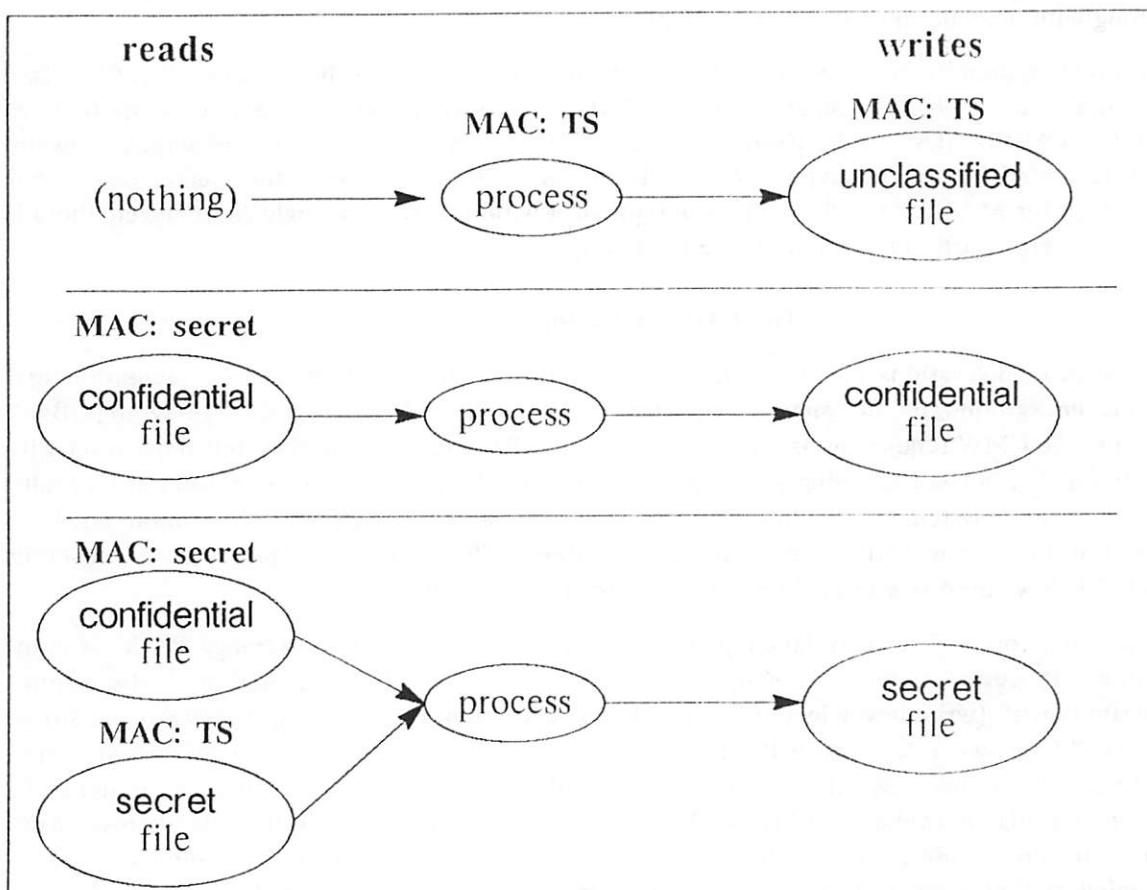 reads
writes
MAC: TS
MAC: TS
(nothing)
process
unclassified
file
MAC: secret
confidential
file
process
confidential
file
MAC: secret
confidential
file
process
secret
file
MAC: TS
secret
file